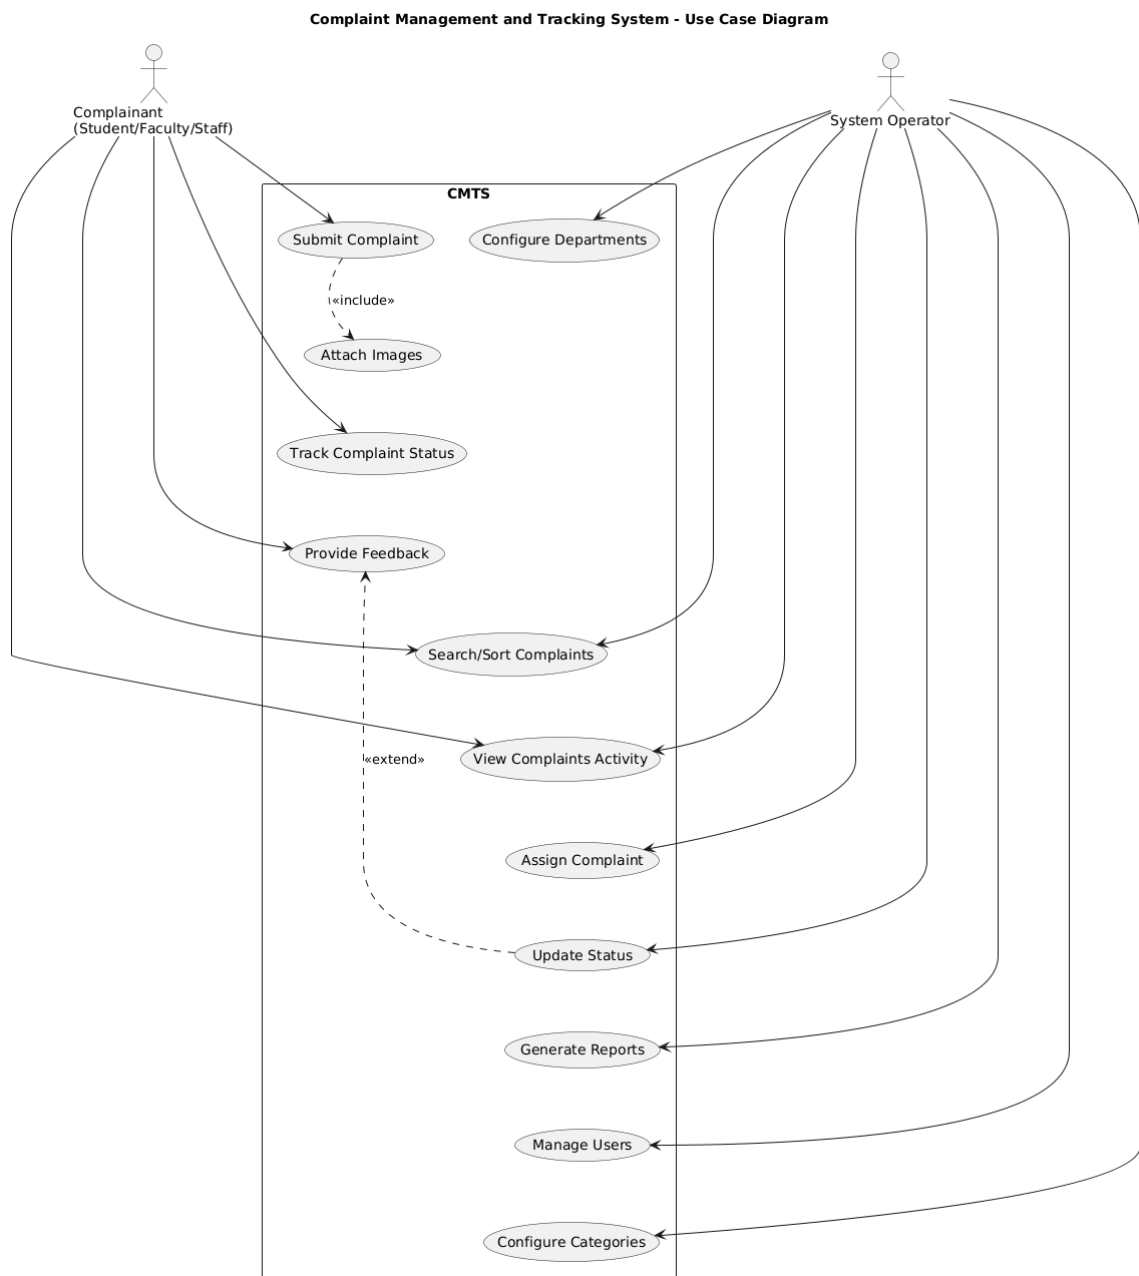 Complaint Management and Tracking System - Use Case Diagram
Complainant
(Student/Faculty/Staff)
System Operator
CMTS
Submit Complaint
Configure Departments
«include»
Attach Images
Track Complaint Status
Provide Feedback
Search/Sort Complaints
View Complaints Activity
«extend»
Assign Complaint
Update Status
Generate Reports
Manage Users
Configure Categories